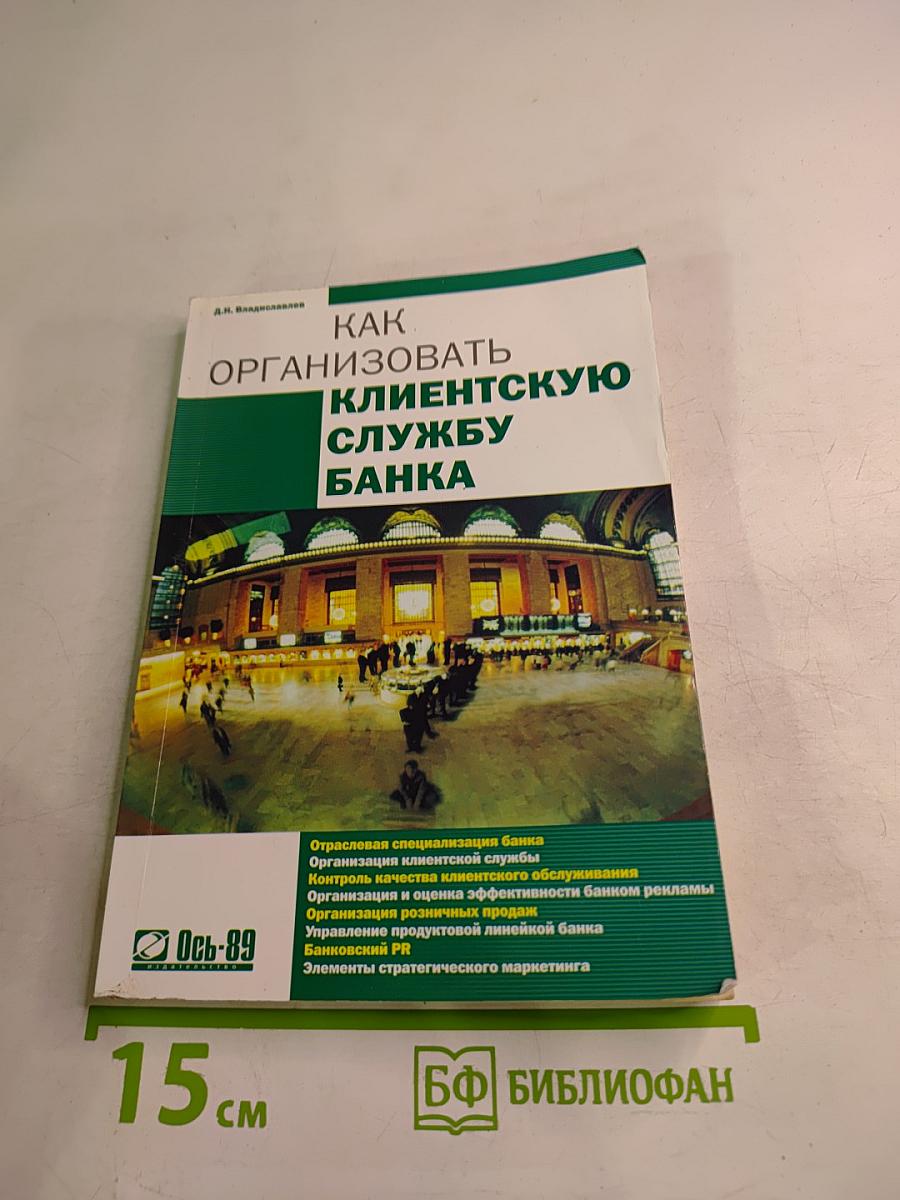 Д.Н. Владиславлев
КАК
ОРГАНИЗОВАТЬ
КЛИЕНТСКУЮ
СЛУЖБУ
БАНКА
Отраслевая специализация банка
Организация клиентской службы
Контроль качества клиентского обслуживания
Организация и оценка эффективности банком рекламы
Организация розничных продаж
Управление продуктовой линейкой банка
Банковский PR
Элементы стратегического маркетинга
Ось-89
издательство
15 см
БФ БИБЛИОФАН